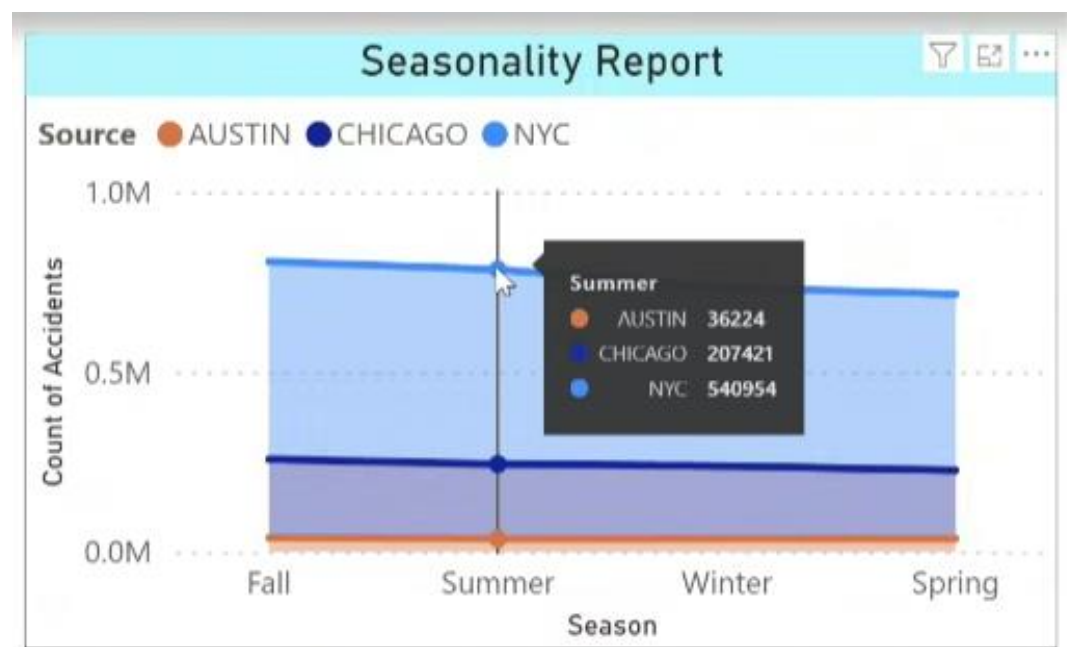 Seasonality Report
Source AUSTIN CHICAGO NYC
1.0M
0.5M
0.0M
Count of Accidents
Summer
AUSTIN 36224
CHICAGO 207421
NYC 540954
Fall Summer Winter Spring
Season